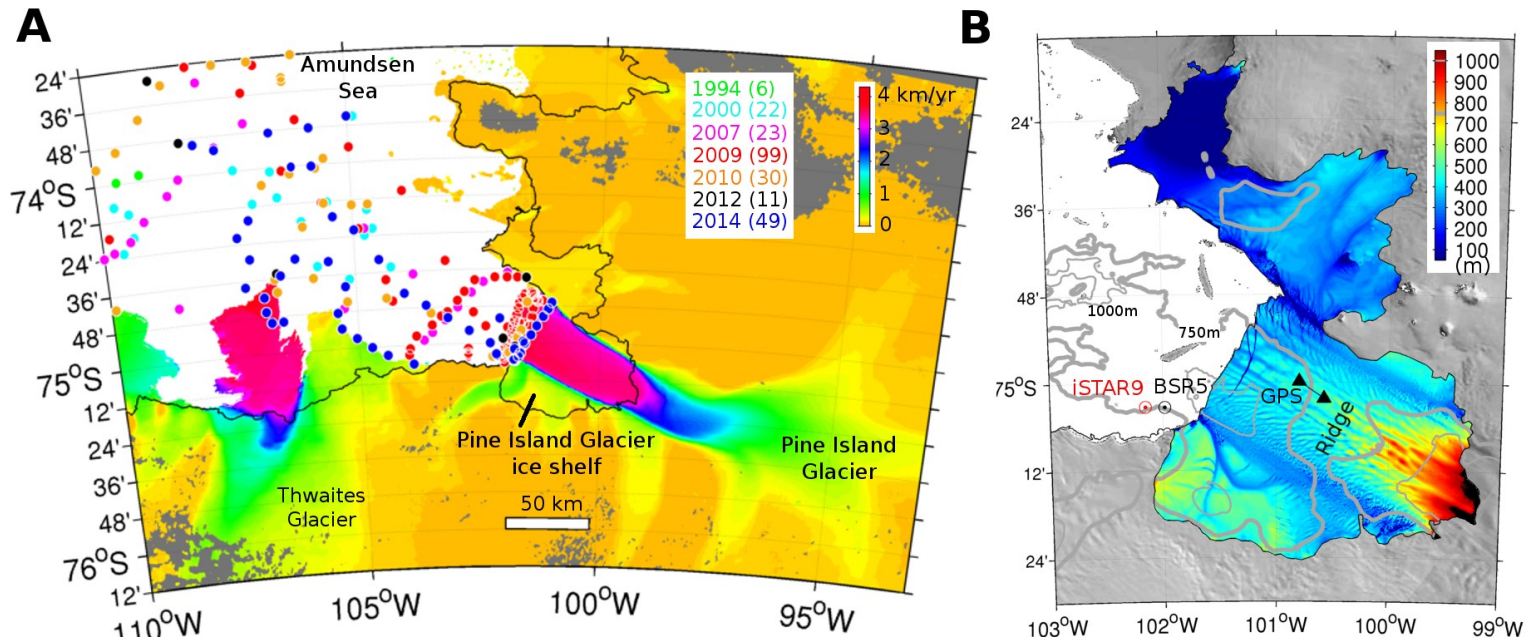 A
Amundsen
Sea
1994 (6)
2000 (22)
2007 (23)
2009 (99)
2010 (30)
2012 (11)
2014 (49)
4 km/yr
3
2
1
0
24'
36'
48'
74°S
12'
24'
36'
48'
75°S
12'
24'
36'
48'
76°S
12'
Pine Island Glacier
ice shelf
Pine Island
Glacier
Thwaites
Glacier
50 km
110°W
105°W
100°W
95°W
B
1000
900
800
700
600
500
400
300
200
100
(m)
24'
36'
48'
75°S
12'
24'
1000m
750m
iSTAR9
BSR5
GPS
Ridge
103°W
102°W
101°W
100°W
99°W